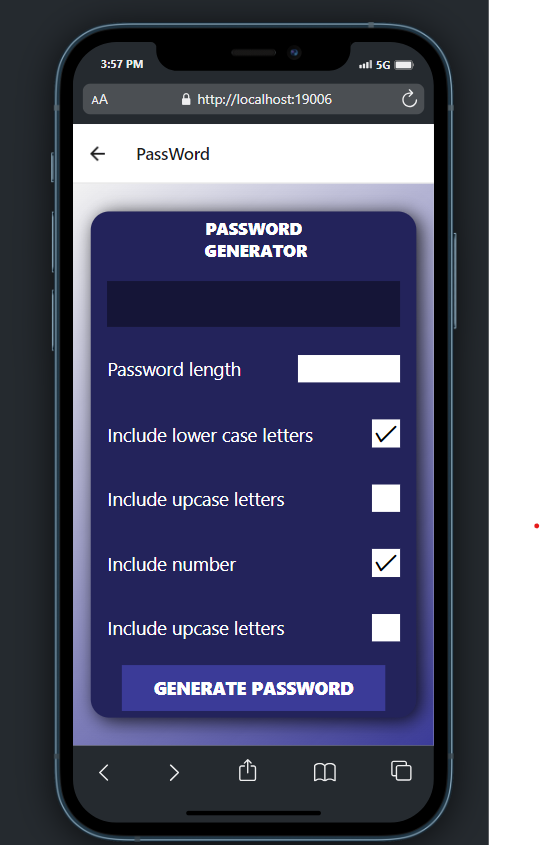 3:57 PM 5G
AA http://localhost:19006
PassWord
PASSWORD
GENERATOR
Password length
Include lower case letters
Include upcase letters
Include number
Include upcase letters
GENERATE PASSWORD